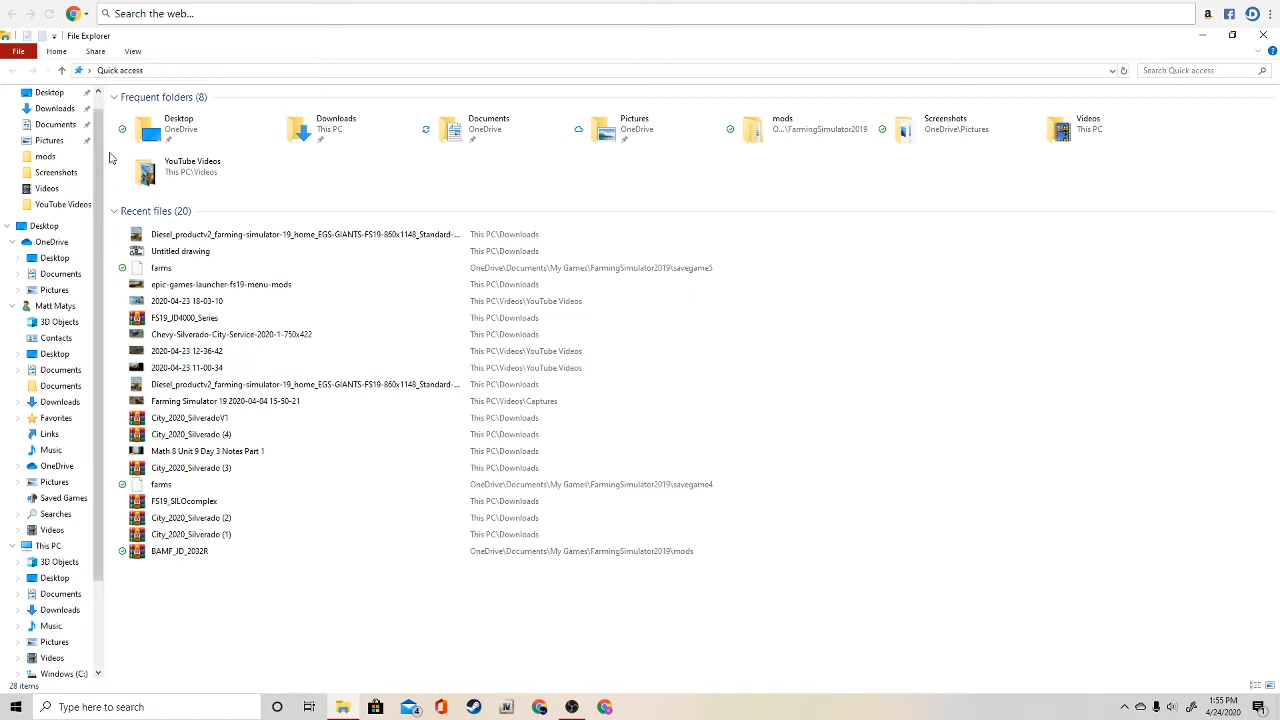 Search the web...
a
File Explorer
File Home Share View
Quick access
Search Quick access
Desktop
Downloads
Documents
Pictures
mods
Screenshots
Videos
YouTube Videos
Desktop
OneDrive
Desktop
Documents
Pictures
Matt Matys
3D Objects
Contacts
Desktop
Documents
Documents
Downloads
Favorites
Links
Music
OneDrive
Pictures
Saved Games
Searches
Videos
This PC
3D Objects
Desktop
Documents
Downloads
Music
Pictures
Videos
Windows (C:)
Frequent folders (8)
Desktop
OneDrive
Downloads
This PC
Documents
OneDrive
Pictures
OneDrive
mods
O...\FarmingSimulator2019
Screenshots
OneDrive\Pictures
Videos
This PC
YouTube Videos
This PC\Videos
Recent files (20)
Diesel_productv2_farming-simulator-19_home_EGS-GIANTS-FS19-860x1148_Standard-... This PC\Downloads
Untitled drawing This PC\Downloads
farms OneDrive\Documents\My Games\FarmingSimulator2019\savegame5
epic-games-launcher-fs19-menu-mods This PC\Downloads
2020-04-23 18-03-10 This PC\Videos\YouTube Videos
FS19_JD4000_Series This PC\Downloads
Chevy-Silverado-City-Service-2020-1-750x422 This PC\Downloads
2020-04-23 12-36-42 This PC\Videos\YouTube Videos
2020-04-23 11-00-34 This PC\Videos\YouTube Videos
Diesel_productv2_farming-simulator-19_home_EGS-GIANTS-FS19-860x1148_Standard-... This PC\Downloads
Farming Simulator 19 2020-04-04 15-50-21 This PC\Videos\Captures
City_2020_SilveradoV1 This PC\Downloads
City_2020_Silverado (4) This PC\Downloads
Math 8 Unit 9 Day 3 Notes Part 1 This PC\Downloads
City_2020_Silverado (3) This PC\Downloads
farms OneDrive\Documents\My Games\FarmingSimulator2019\savegame4
FS19_SILOcomplex This PC\Downloads
City_2020_Silverado (2) This PC\Downloads
City_2020_Silverado (1) This PC\Downloads
BAMF_JD_2032R OneDrive\Documents\My Games\FarmingSimulator2019\mods
28 items
Type here to search
4
1:55 PM
4/24/2020